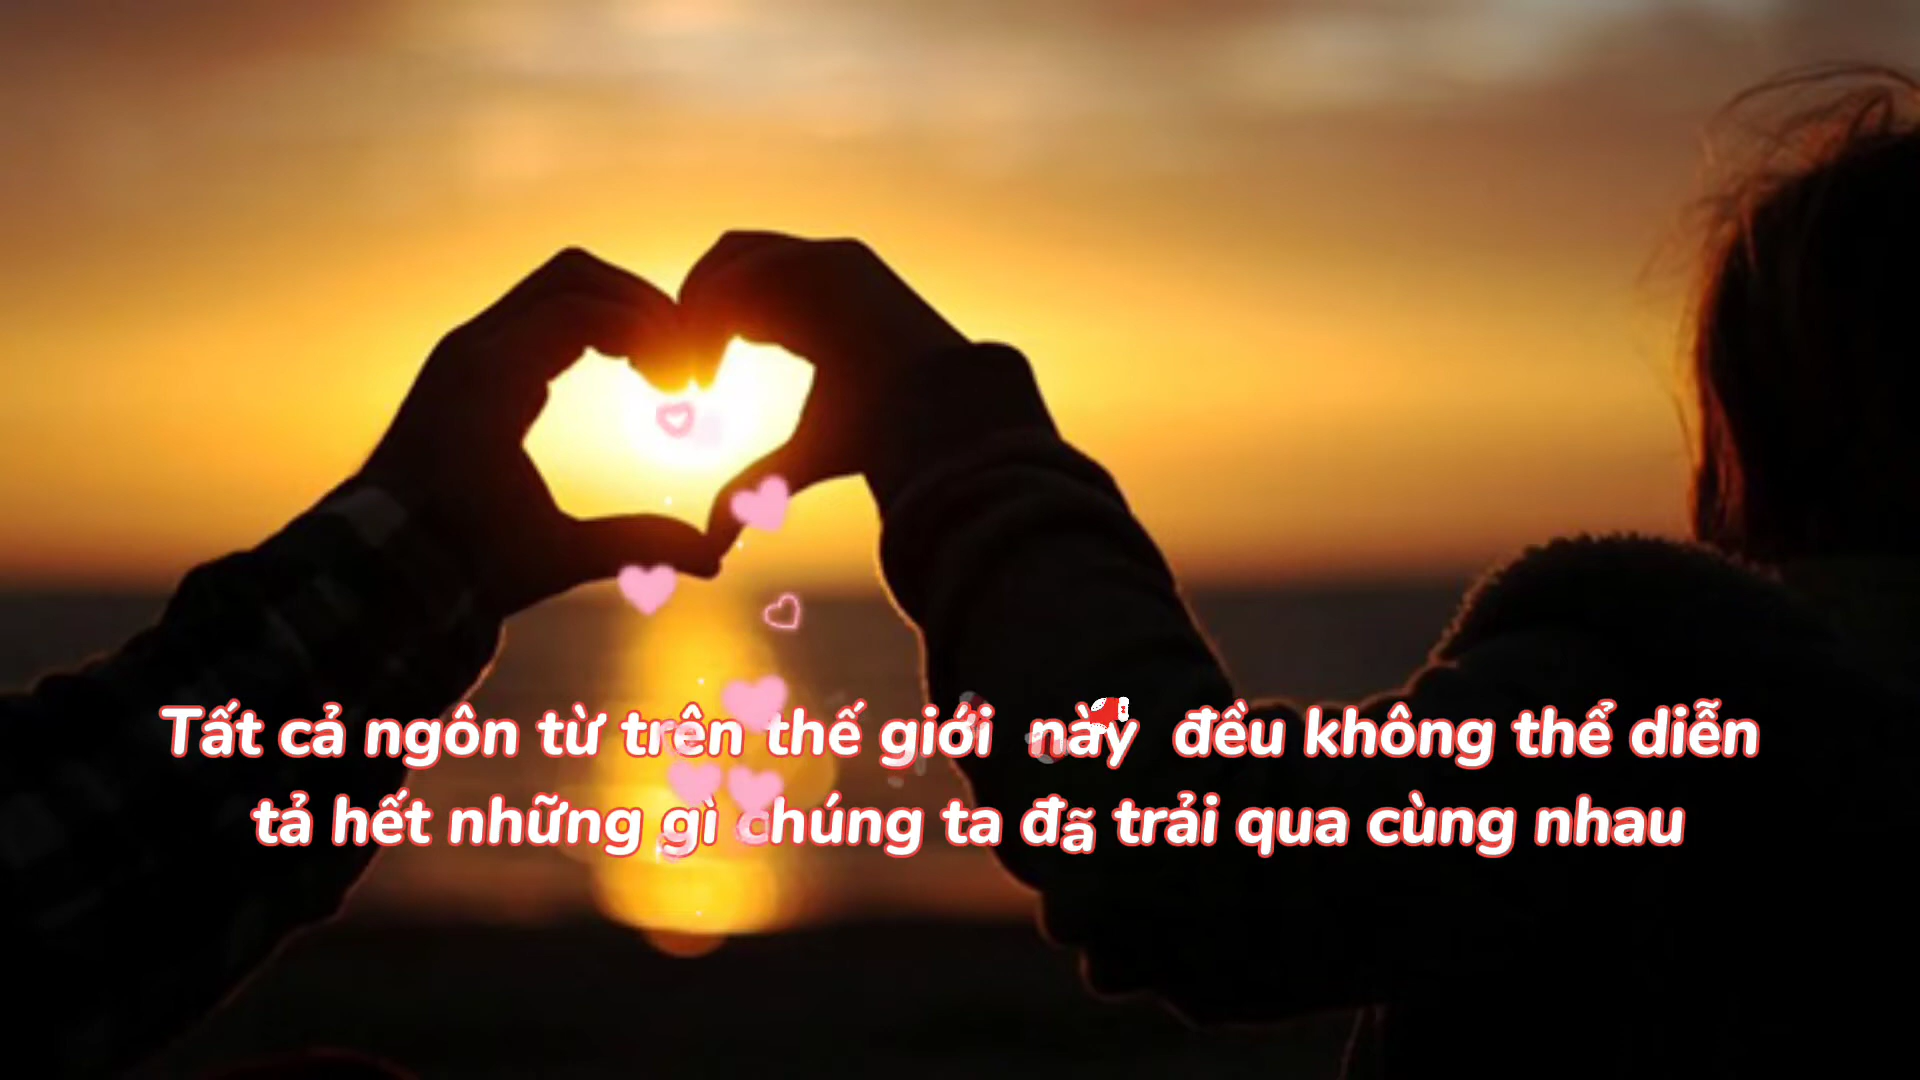 Tất cả ngôn từ trên thế giới này đều không thể diễn
tả hết những gì chúng ta đã trải qua cùng nhau